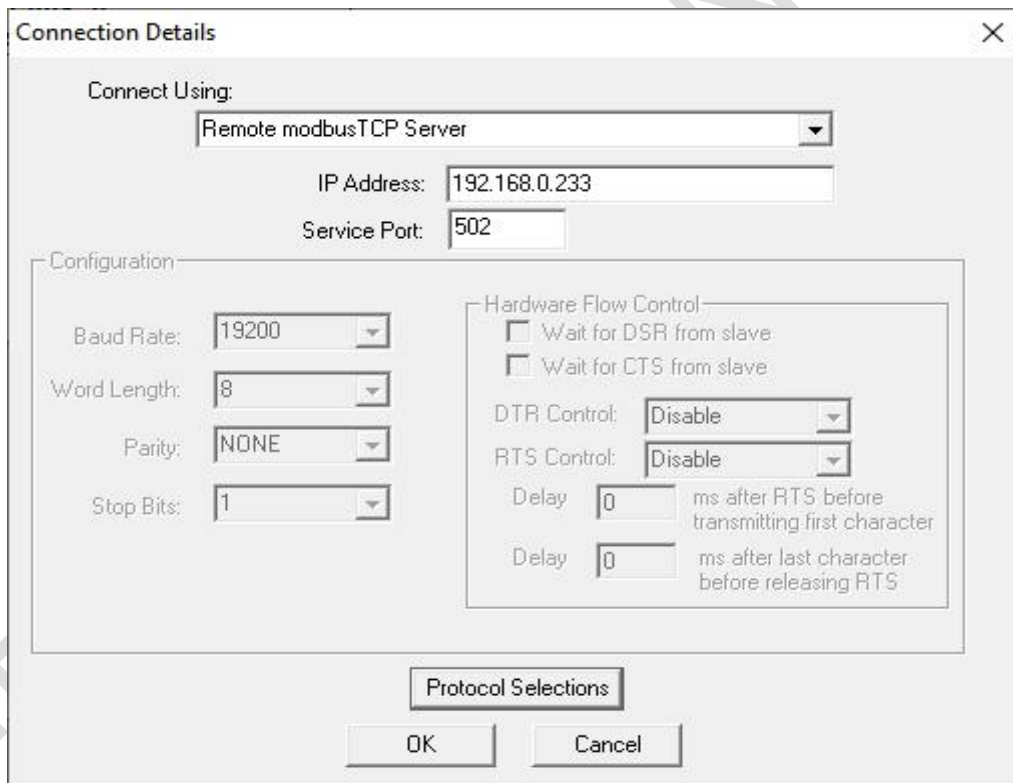 Connection Details
Connect Using:
Remote modbusTCP Server
IP Address: 192.168.0.233
Service Port: 502
Configuration
Baud Rate: 19200
Word Length: 8
Parity: NONE
Stop Bits: 1
Hardware Flow Control
Wait for DSR from slave
Wait for CTS from slave
DTR Control: Disable
RTS Control: Disable
Delay 0 ms after RTS before
transmitting first character
Delay 0 ms after last character
before releasing RTS
Protocol Selections
OK Cancel